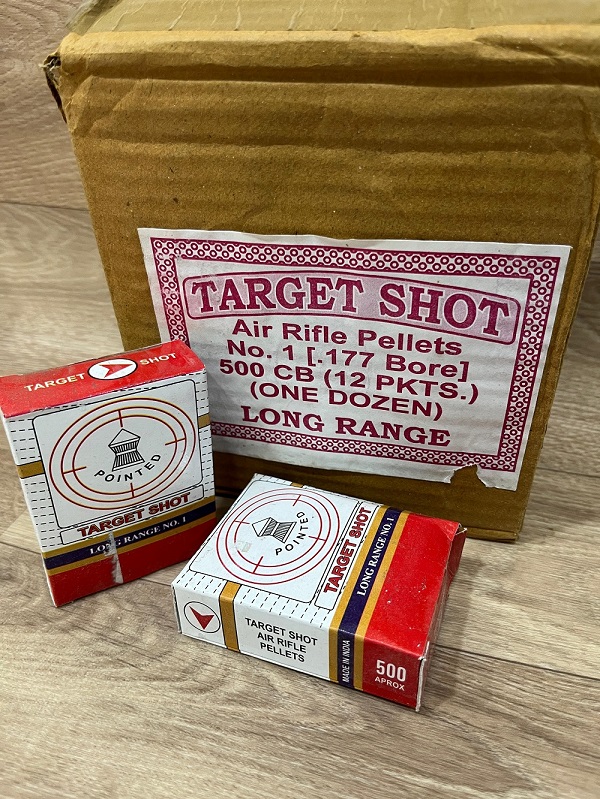 TARGET SHOT
Air Rifle Pellets
No. 1 [.177 Bore]
500 CB (12 PKTS.)
(ONE DOZEN)
LONG RANGE
TARGET SHOT
POINTED
TARGET SHOT
LONG RANGE NO. 1
POINTED
TARGET SHOT
LONG RANGE NO. 1
TARGET SHOT
AIR RIFLE
PELLETS
MADE IN INDIA
500
APROX